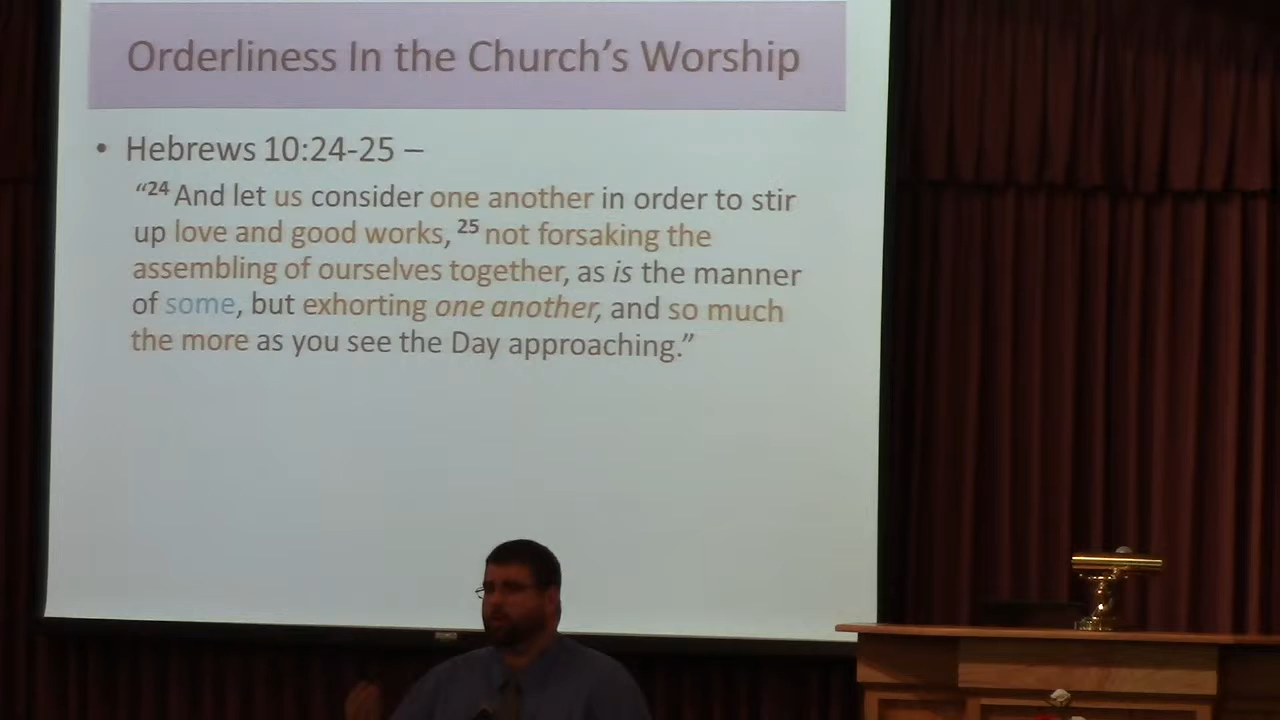 Orderliness In the Church’s Worship
• Hebrews 10:24-25 –
“24 And let us consider one another in order to stir
up love and good works, 25 not forsaking the
assembling of ourselves together, as is the manner
of some, but exhorting one another, and so much
the more as you see the Day approaching.”